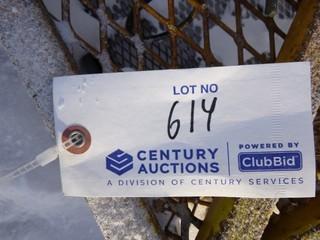 LOT NO
614
CENTURY
AUCTIONS
POWERED BY
ClubBid
A DIVISION OF CENTURY SERVICES